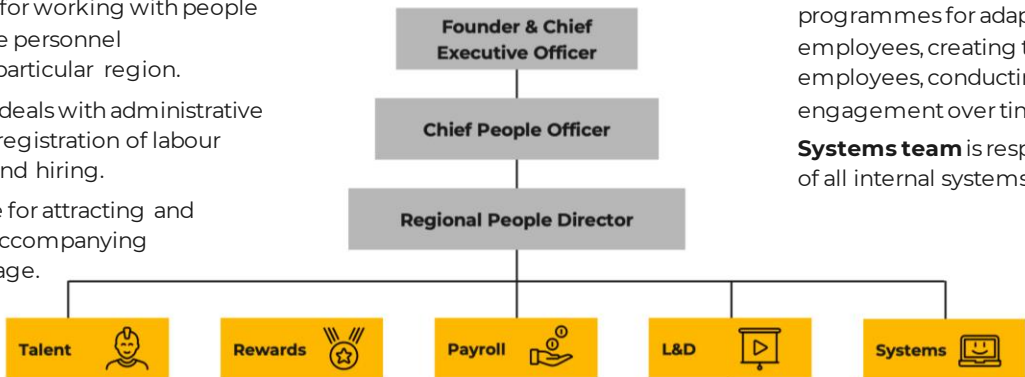 for working with people
e personnel
particular region.
deals with administrative
registration of labour
nd hiring.
e for attracting and
ccompanying
age.
Founder & Chief
Executive Officer
Chief People Officer
Regional People Director
programmes for adap
employees, creating t
employees, conductin
engagement over tin
Systems team is resp
of all internal systems
Talent
Rewards
Payroll
L&D
Systems